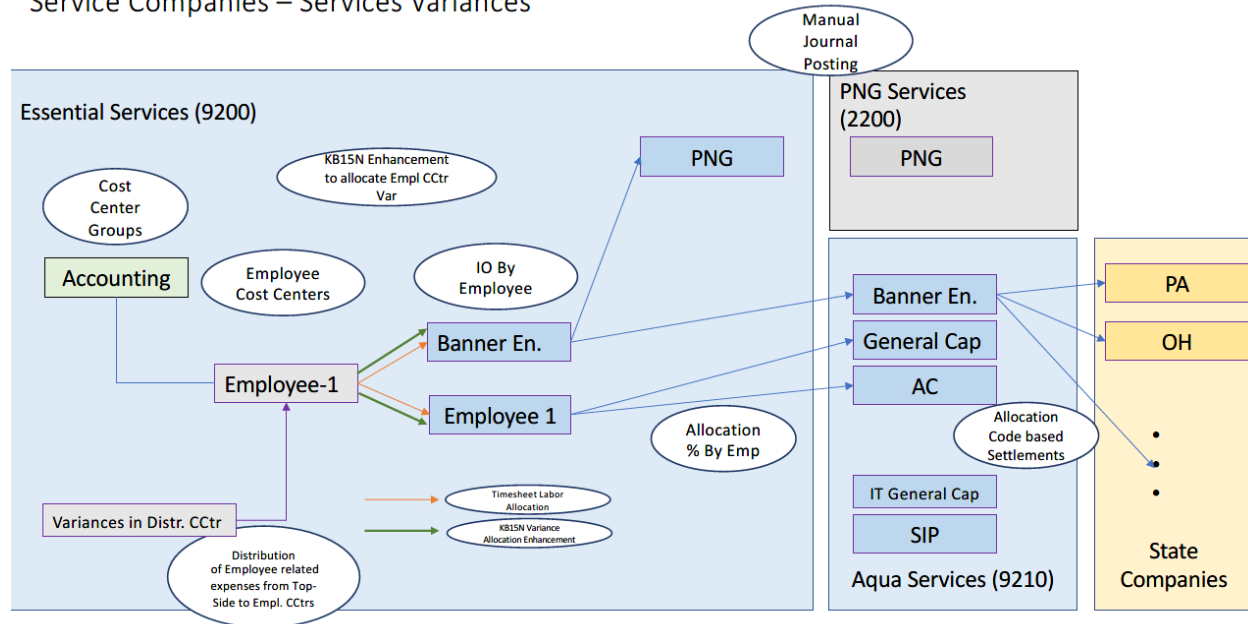 Service Companies – Services Variances
Manual
Journal
Posting
Essential Services (9200)
PNG Services
(2200)
KB15N Enhancement
to allocate Empl CCtr
Var
PNG
PNG
Cost
Center
Groups
Accounting
Employee
Cost Centers
IO By
Employee
Banner En.
PA
Banner En.
General Cap
OH
Employee-1
AC
Employee 1
Allocation
% By Emp
Allocation
Code based
Settlements
•
•
•
Timesheet Labor
Allocation
IT General Cap
Variances in Distr. CCtr
KB15N Variance
Allocation Enhancement
SIP
Distribution
of Employee related
expenses from Top-
Side to Empl. CCtrs
Aqua Services (9210)
State
Companies